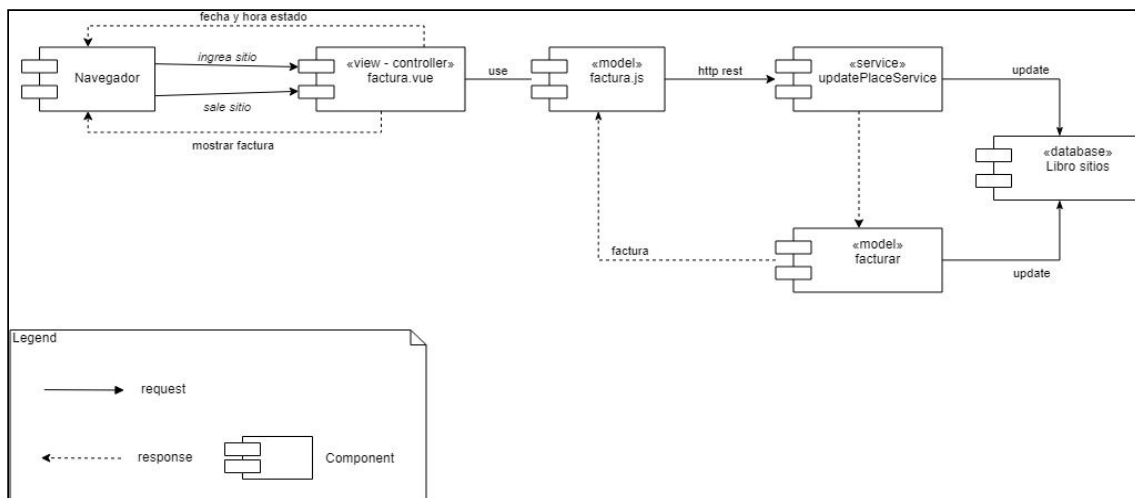 fecha y hora estado
Navegador
ingrea sitio
sale sitio
mostrar factura
«view - controller»
factura.vue
use
«model»
factura.js
http rest
«service»
updatePlaceService
update
«database»
Libro sitios
factura
«model»
facturar
update
Legend
request
response
Component